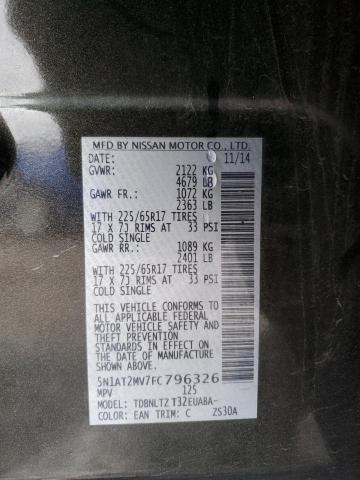 MFD BY NISSAN MOTOR CO., LTD.
DATE: 11/14
GVWR: 2122 KG
4679 LB
GAWR FR.: 1072 KG
2363 LB
WITH 225/65R17 TIRES
17 X 7J RIMS AT 33 PSI
COLD SINGLE
GAWR RR.: 1089 KG
2401 LB
WITH 225/65R17 TIRES
17 X 7J RIMS AT 33 PSI
COLD SINGLE
THIS VEHICLE CONFORMS TO
ALL APPLICABLE FEDERAL
MOTOR VEHICLE SAFETY
AND THEFT PREVENTION
STANDARDS IN EFFECT ON
THE DATE OF MANUFACTURE
SHOWN ABOVE.
5N1AT2MV7FC796326
MPV 125
MODEL: TDBNLTZ T32EUABA-
COLOR: EAN TRIM: C ZS30A